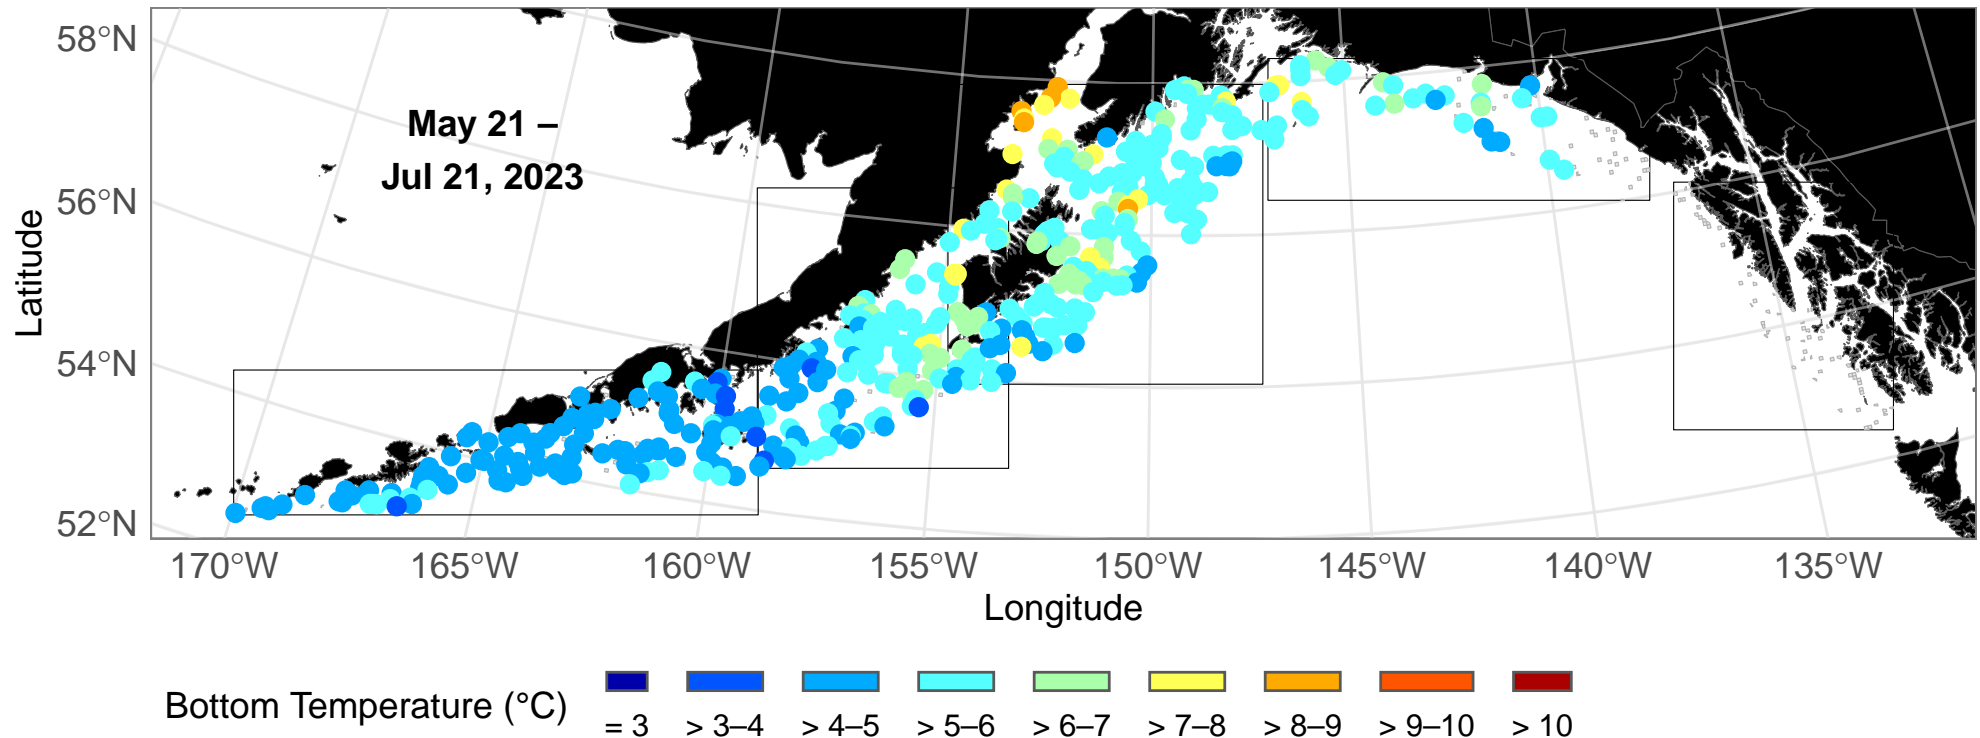 58°N
56°N
54°N
52°N
Latitude
May 21 –
Jul 21, 2023
170°W 165°W 160°W 155°W 150°W 145°W 140°W 135°W
Longitude
Bottom Temperature (°C)
= 3 > 3–4 > 4–5 > 5–6 > 6–7 > 7–8 > 8–9 > 9–10 > 10